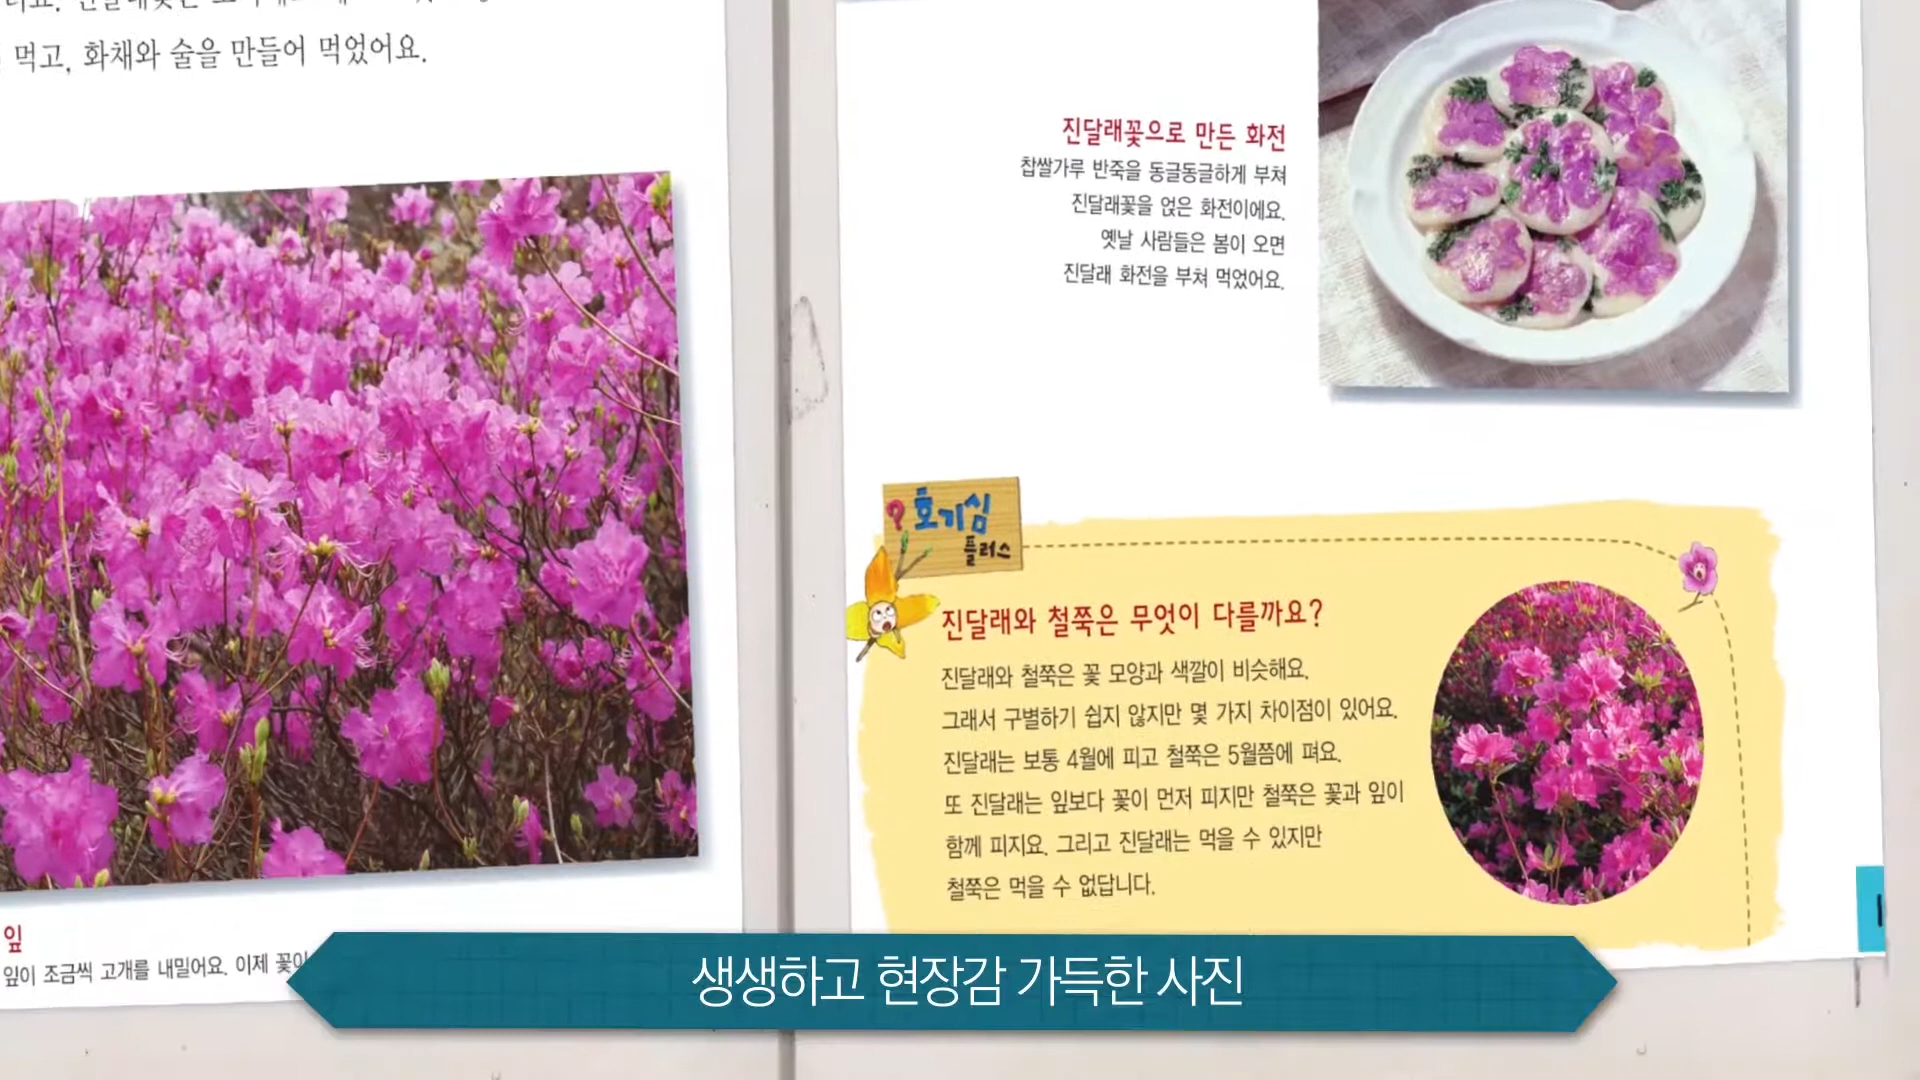 먹고, 화채와 술을 만들어 먹었어요.
잎
잎이 조금씩 고개를 내밀어요. 이제 꽃이
진달래꽃으로 만든 화전
찹쌀가루 반죽을 동글동글하게 부쳐
진달래꽃을 얹은 화전이에요.
옛날 사람들은 봄이 오면
진달래 화전을 부쳐 먹었어요.
? 호기심
플러스
진달래와 철쭉은 무엇이 다를까요?
진달래와 철쭉은 꽃 모양과 색깔이 비슷해요.
그래서 구별하기 쉽지 않지만 몇 가지 차이점이 있어요.
진달래는 보통 4월에 피고 철쭉은 5월쯤에 펴요.
또 진달래는 잎보다 꽃이 먼저 피지만 철쭉은 꽃과 잎이
함께 피지요. 그리고 진달래는 먹을 수 있지만
철쭉은 먹을 수 없답니다.
생생하고 현장감 가득한 사진